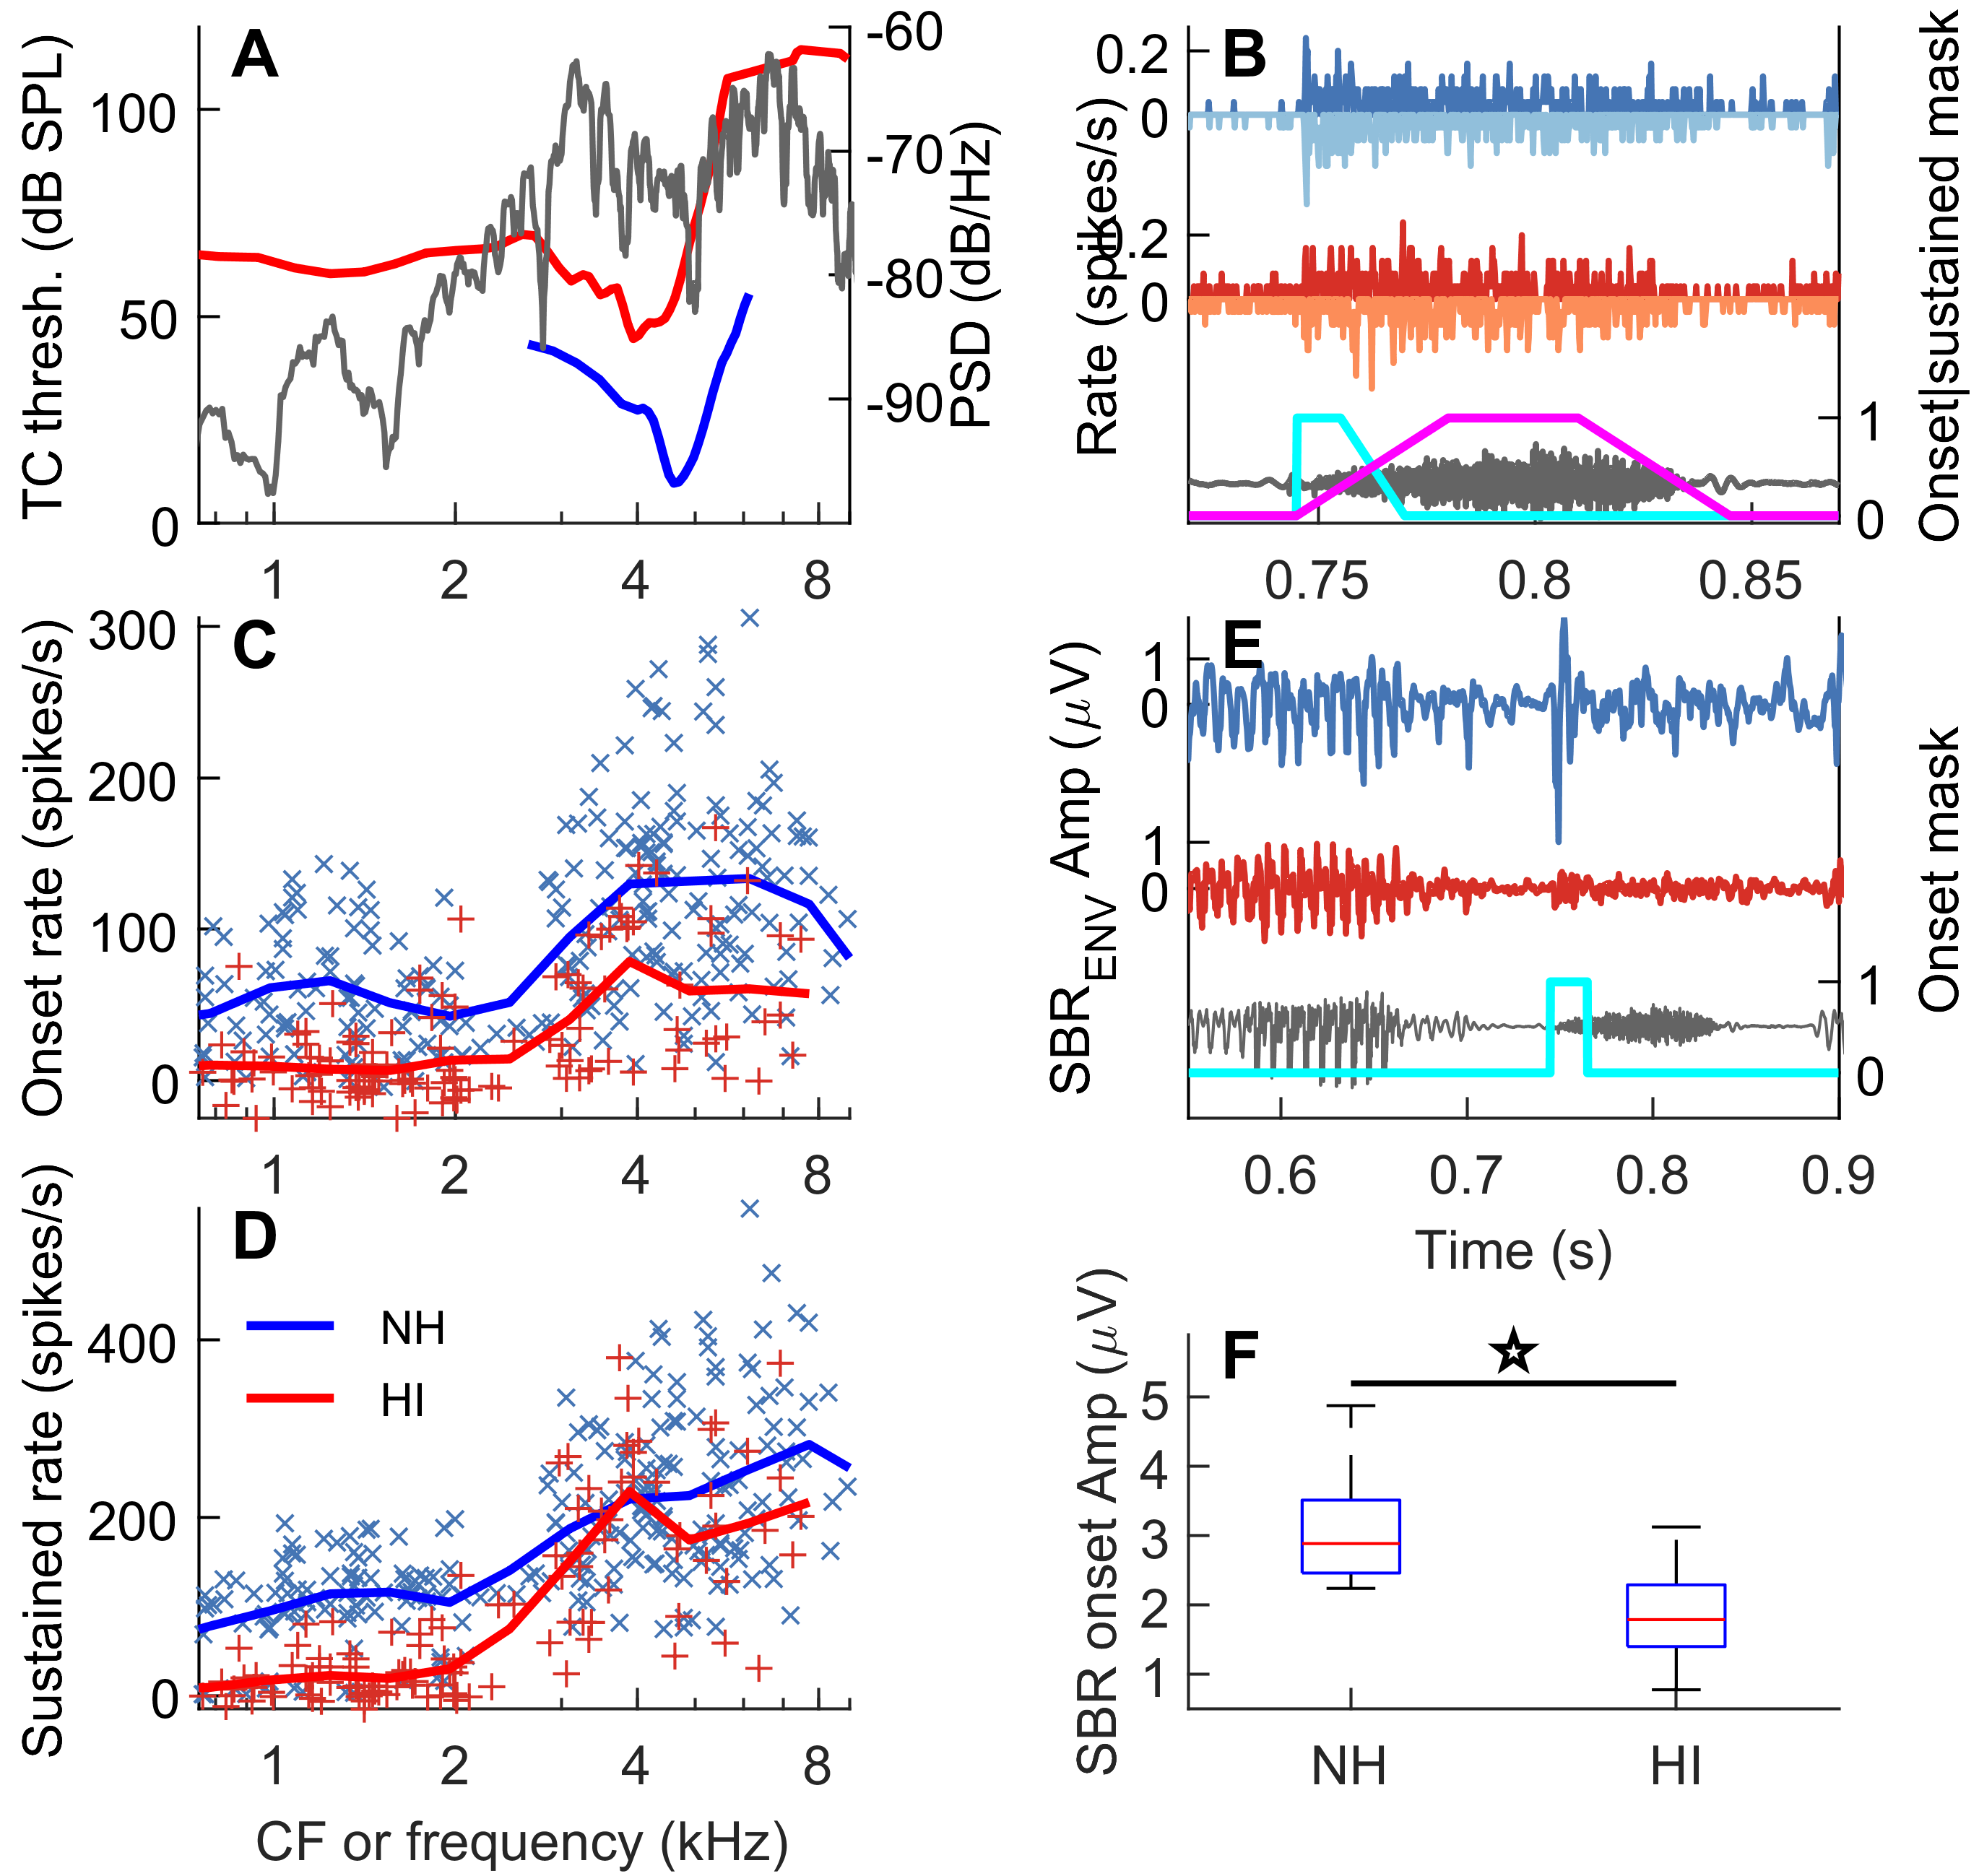 A
TC thresh. (dB SPL)
100
50
0
-60
-70
-80
-90
PSD (dB/Hz)
1 2 4 8
B
Rate (spikes/s)
0.2
0
0.2
0
1
0
Onset|sustained mask
0.75 0.8 0.85
C
Onset rate (spikes/s)
300
200
100
0
1 2 4 8
E
SBR_ENV Amp (μV)
1
0
1
0
1
0
Onset mask
0.6 0.7 0.8 0.9
Time (s)
D
Sustained rate (spikes/s)
400
200
0
NH
HI
1 2 4 8
CF or frequency (kHz)
F
SBR onset Amp (μV)
5
4
3
2
1
NH HI